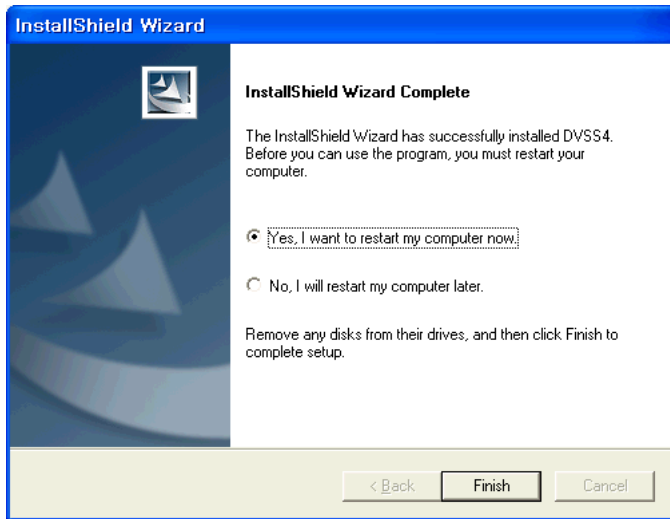 InstallShield Wizard
InstallShield Wizard Complete
The InstallShield Wizard has successfully installed DVSS4.
Before you can use the program, you must restart your
computer.
Yes, I want to restart my computer now.
No, I will restart my computer later.
Remove any disks from their drives, and then click Finish to
complete setup.
< Back
Finish
Cancel